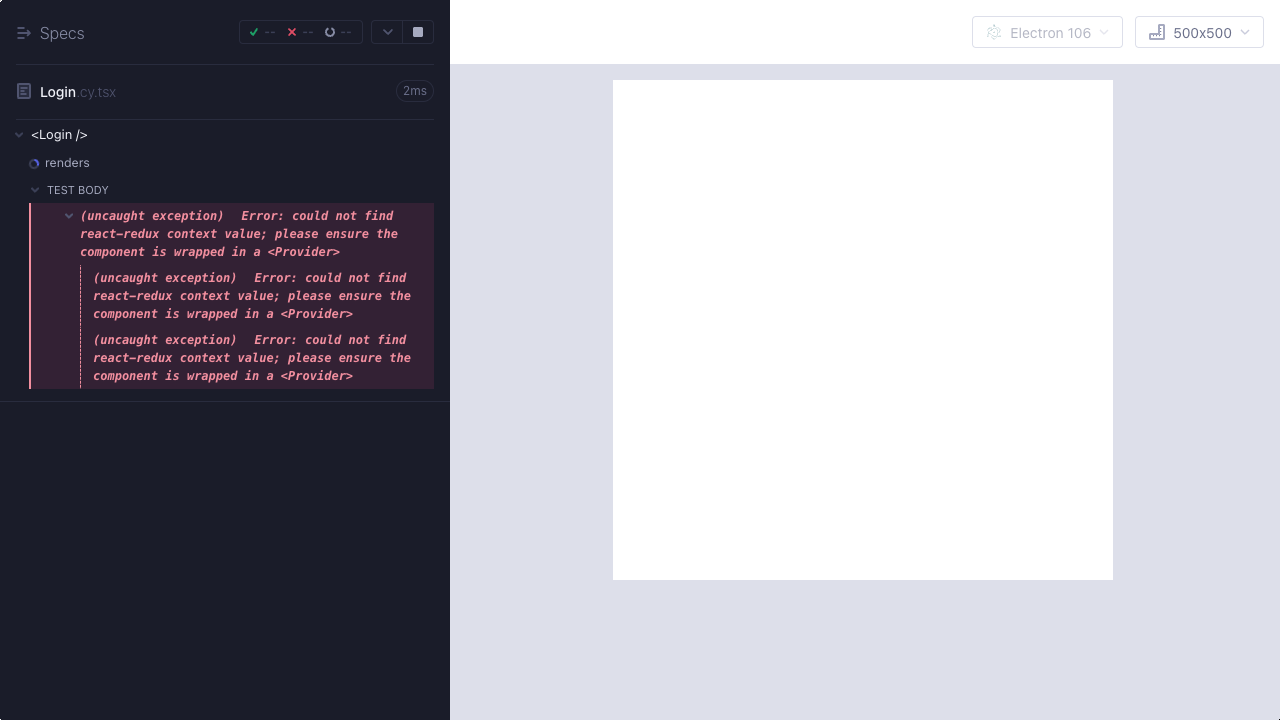 Specs
-- -- --
Electron 106
500x500
Login.cy.tsx
2ms
<Login />
renders
TEST BODY
(uncaught exception) Error: could not find
react-redux context value; please ensure the
component is wrapped in a <Provider>
(uncaught exception) Error: could not find
react-redux context value; please ensure the
component is wrapped in a <Provider>
(uncaught exception) Error: could not find
react-redux context value; please ensure the
component is wrapped in a <Provider>